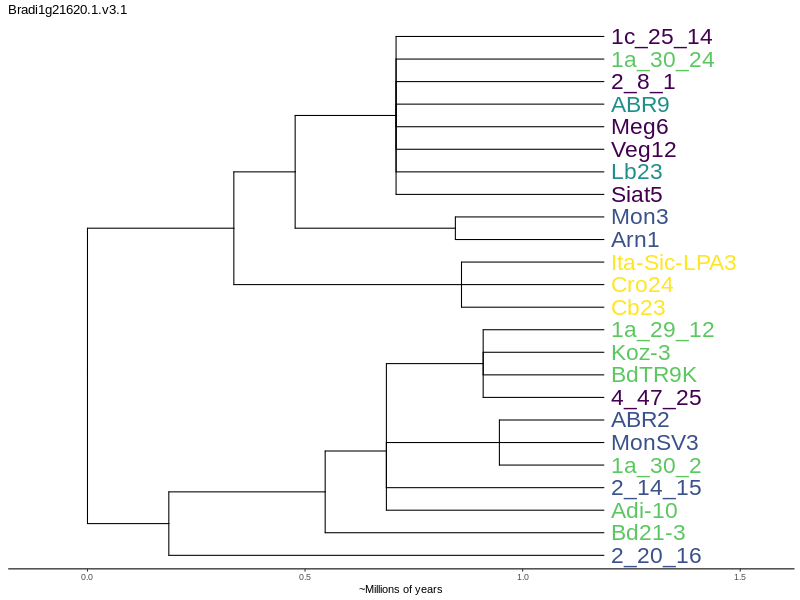 Bradi1g21620.1.v3.1
1c_25_14
1a_30_24
2_8_1
ABR9
Meg6
Veg12
Lb23
Siat5
Mon3
Arn1
Ita-Sic-LPA3
Cro24
Cb23
1a_29_12
Koz-3
BdTR9K
4_47_25
ABR2
MonSV3
1a_30_2
2_14_15
Adi-10
Bd21-3
2_20_16
0.0 0.5 1.0 1.5
~Millions of years